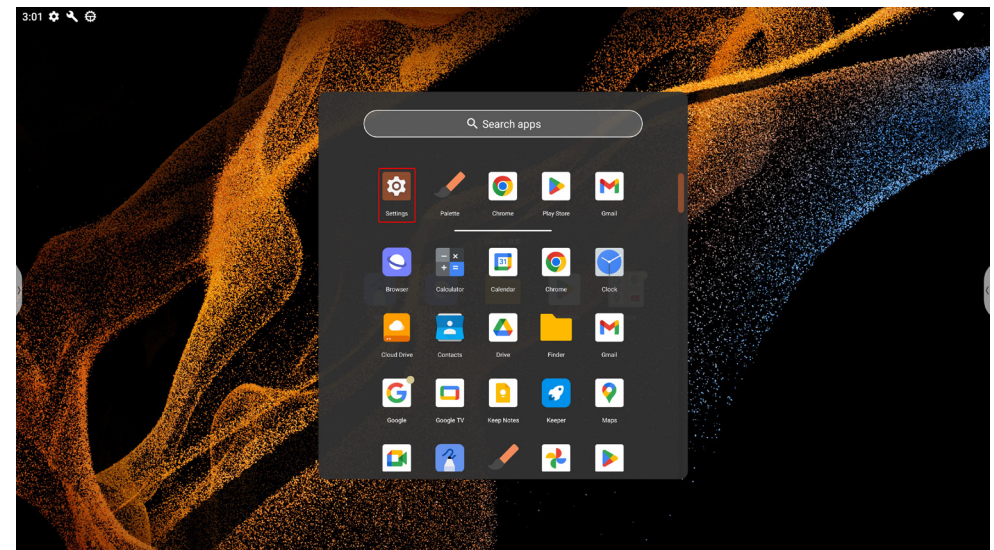 3:01
Search apps
Settings Palette Chrome Play Store Gmail
31
Browser Calculator Calendar Chrome Clock
Cloud Drive Contacts Drive Finder Gmail
Google Google TV Keep Notes Keeper Maps